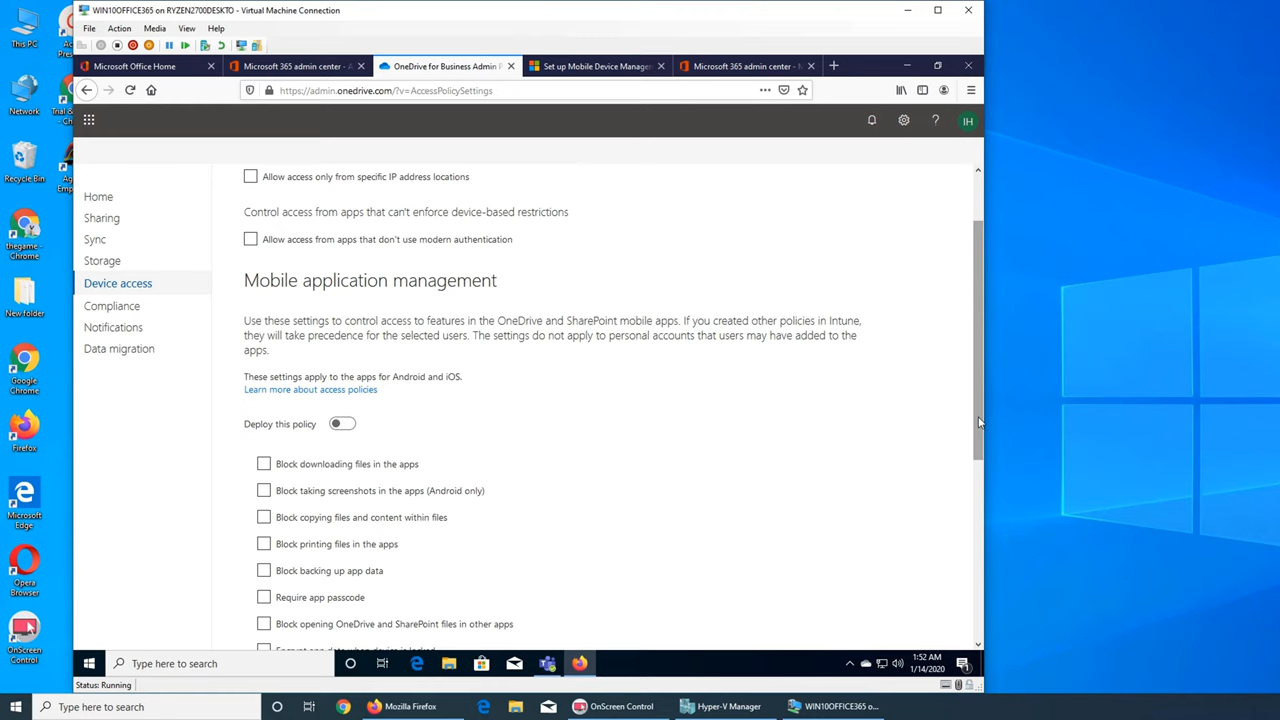 This PC
Network
Recycle Bin
thegame - Chrome
New folder
Google Chrome
Firefox
Microsoft Edge
Opera Browser
OnScreen Control
WIN10OFFICE365 on RYZEN2700DESKTO - Virtual Machine Connection
File Action Media View Help
Microsoft Office Home
Microsoft 365 admin center - A
OneDrive for Business Admin P
Set up Mobile Device Manager
Microsoft 365 admin center - M
https://admin.onedrive.com/?v=AccessPolicySettings
IH
Home
Sharing
Sync
Storage
Device access
Compliance
Notifications
Data migration
Allow access only from specific IP address locations
Control access from apps that can't enforce device-based restrictions
Allow access from apps that don't use modern authentication
Mobile application management
Use these settings to control access to features in the OneDrive and SharePoint mobile apps. If you created other policies in Intune,
they will take precedence for the selected users. The settings do not apply to personal accounts that users may have added to the
apps.
These settings apply to the apps for Android and iOS.
Learn more about access policies
Deploy this policy
Block downloading files in the apps
Block taking screenshots in the apps (Android only)
Block copying files and content within files
Block printing files in the apps
Block backing up app data
Require app passcode
Block opening OneDrive and SharePoint files in other apps
Encrypt app data when device is locked
Type here to search
1:52 AM
1/14/2020
Status: Running
Type here to search
Mozilla Firefox
OnScreen Control
Hyper-V Manager
WIN10OFFICE365 o...